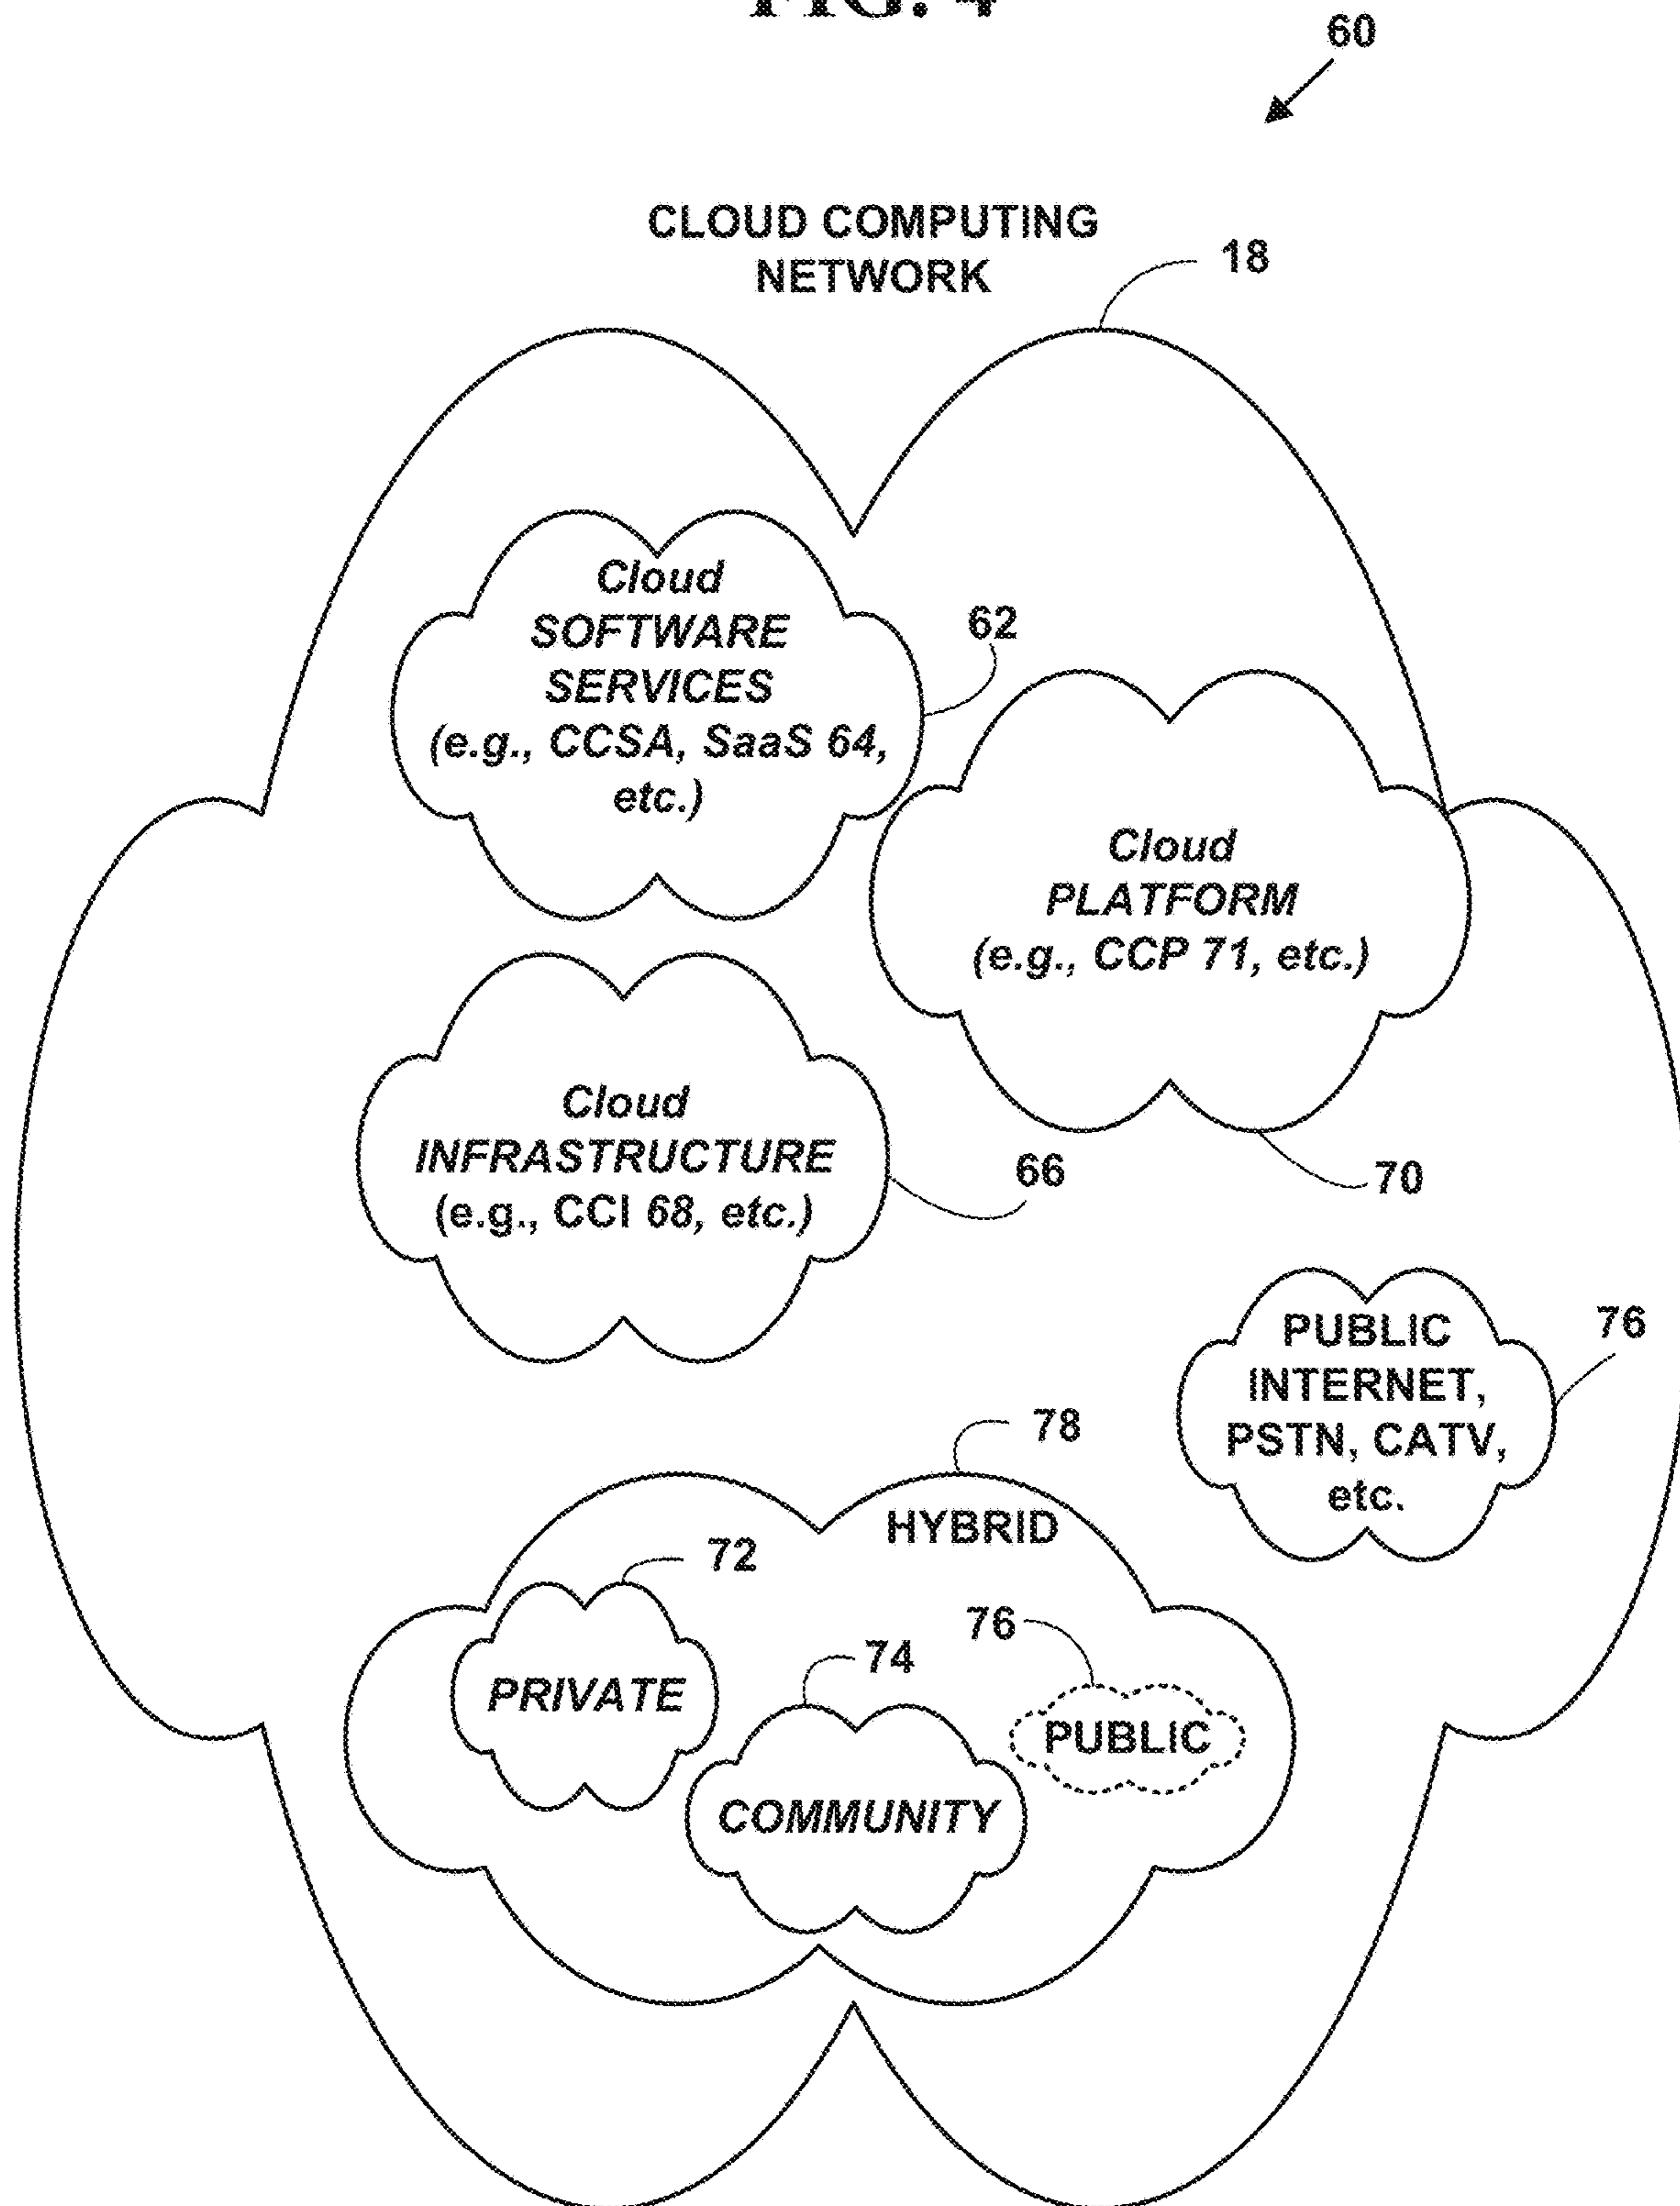 FIG. 4
60
CLOUD COMPUTING
NETWORK
18
Cloud
SOFTWARE
SERVICES
(e.g., CCSA, SaaS 64,
etc.)
62
Cloud
PLATFORM
(e.g., CCP 71, etc.)
70
Cloud
INFRASTRUCTURE
(e.g., CCI 68, etc.)
66
PUBLIC
INTERNET,
PSTN, CATV,
etc.
76
78
HYBRID
72
PRIVATE
74
COMMUNITY
76
PUBLIC